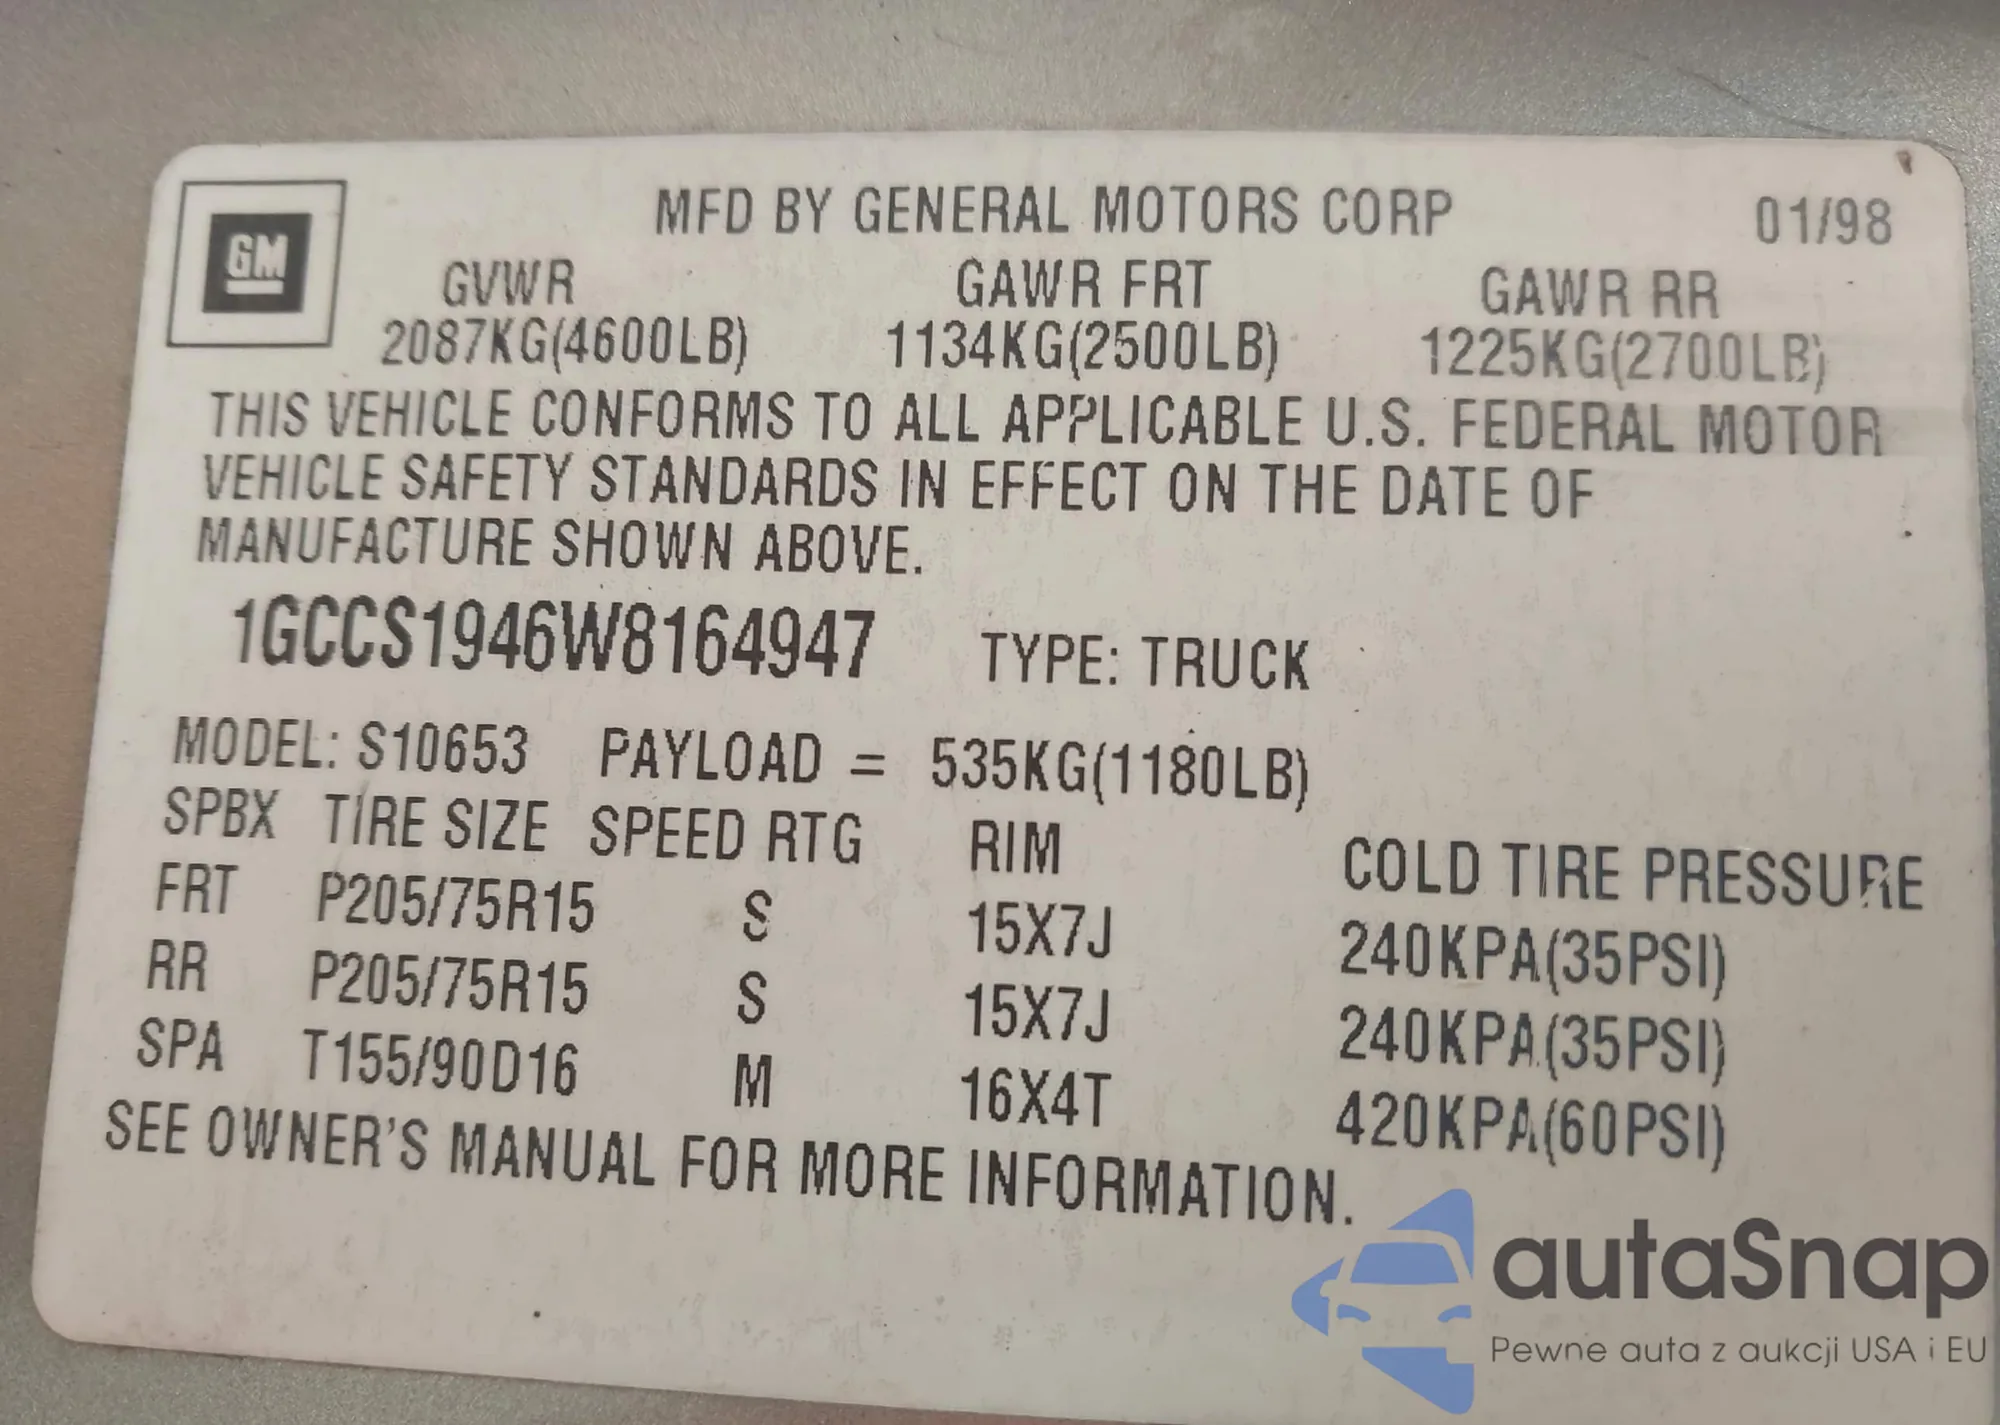 GM
MFD BY GENERAL MOTORS CORP 01/98
GVWR GAWR FRT GAWR RR
2087KG(4600LB) 1134KG(2500LB) 1225KG(2700LB)
THIS VEHICLE CONFORMS TO ALL APPLICABLE U.S. FEDERAL MOTOR
VEHICLE SAFETY STANDARDS IN EFFECT ON THE DATE OF
MANUFACTURE SHOWN ABOVE.
1GCCS1946W8164947 TYPE: TRUCK
MODEL: S10653 PAYLOAD = 535KG(1180LB)
SPBX TIRE SIZE SPEED RTG RIM COLD TIRE PRESSURE
FRT P205/75R15 S 15X7J 240KPA(35PSI)
RR P205/75R15 S 15X7J 240KPA(35PSI)
SPA T155/90D16 M 16X4T 420KPA(60PSI)
SEE OWNER'S MANUAL FOR MORE INFORMATION.
autaSnap
Pewne auta z aukcji USA i EU